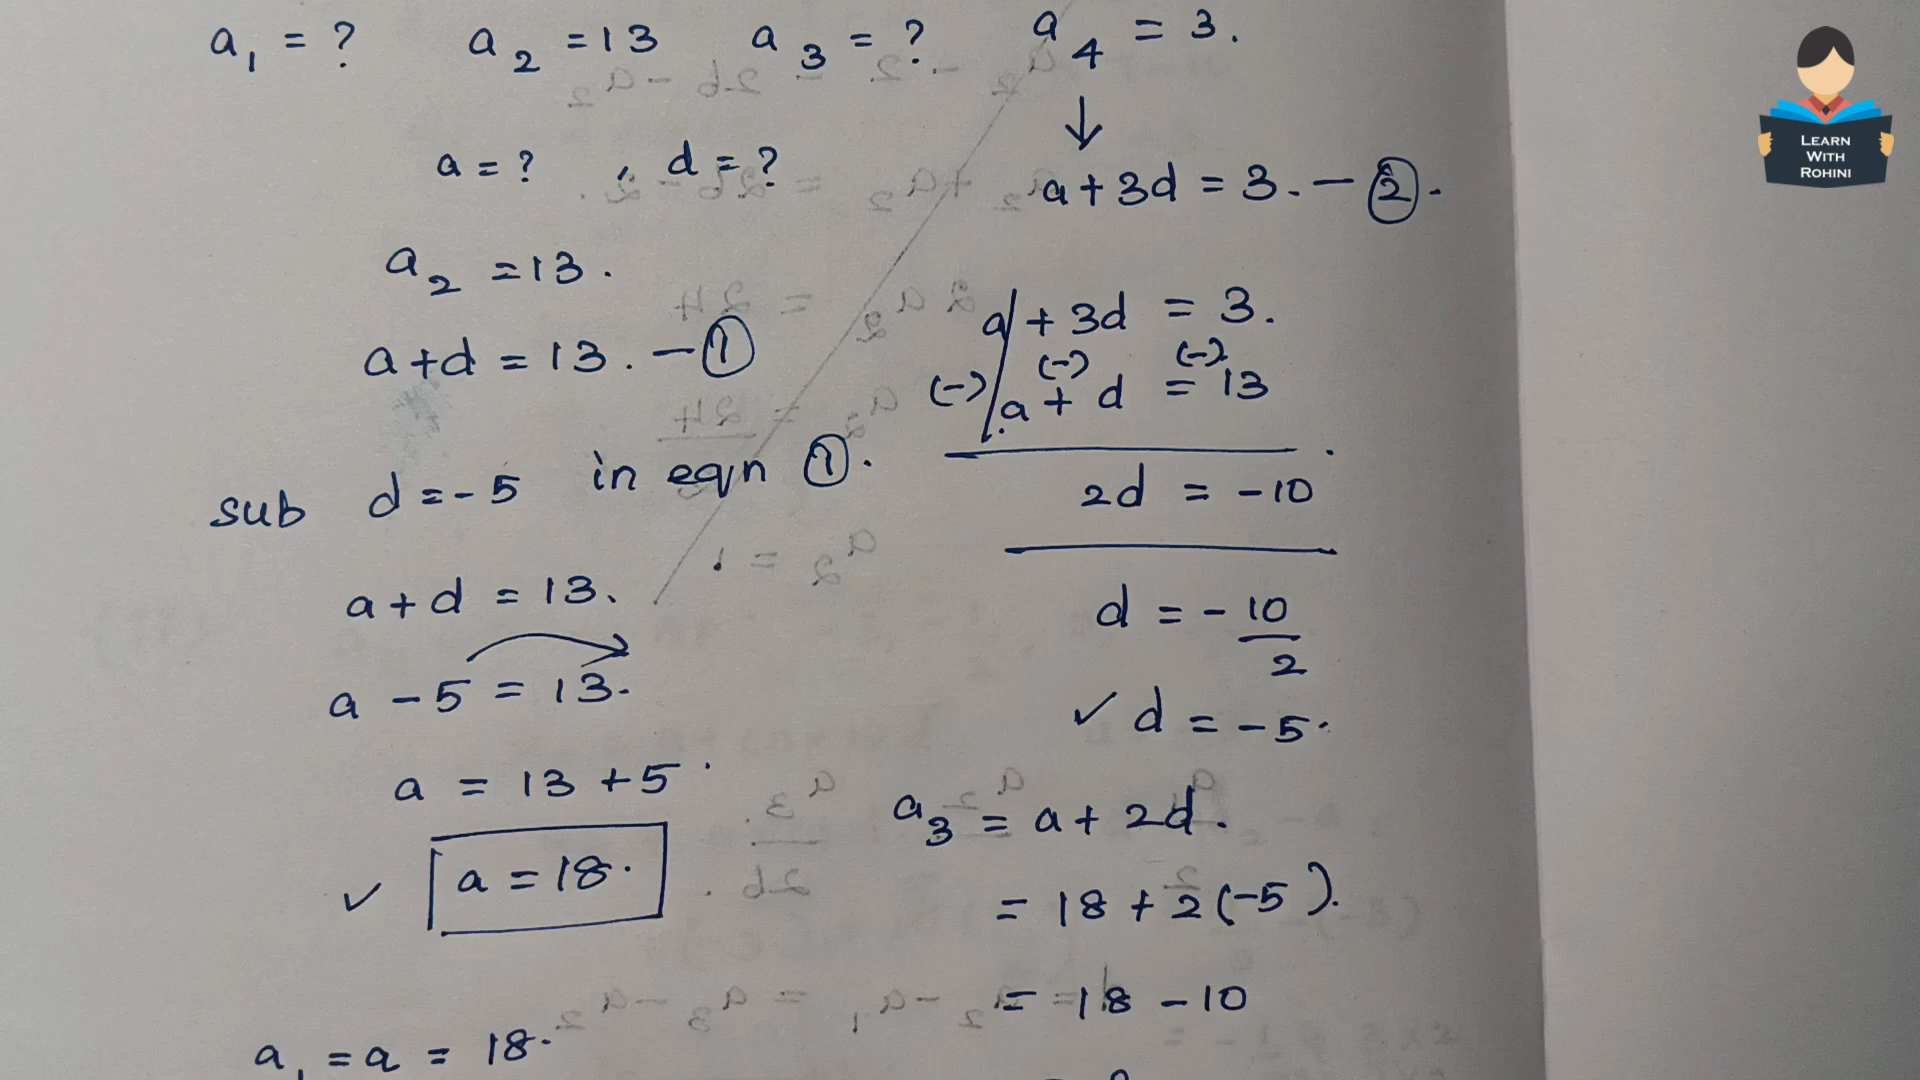 a₁ = ? a₂ = 13 a₃ = ? a₄ = 3.
↓
a = ? , d = ?
a + 3d = 3. — ②.
a₂ = 13.
a + d = 13. — ①
a + 3d = 3.
(-) (-) (-)
a + d = 13
2d = -10
d = -10/2
✓ d = -5.
sub d = -5 in eqn ①.
a + d = 13.
a - 5 = 13.
a = 13 + 5.
✓ a = 18.
a₁ = a = 18.
a₃ = a + 2d.
= 18 + 2(-5).
= 18 - 10
LEARN
WITH
ROHINI